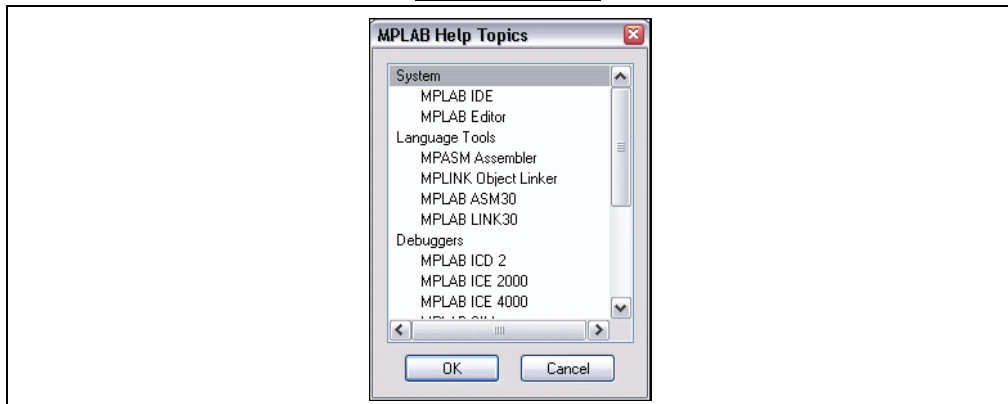 MPLAB Help Topics
System
MPLAB IDE
MPLAB Editor
Language Tools
MPASM Assembler
MPLINK Object Linker
MPLAB ASM30
MPLAB LINK30
Debuggers
MPLAB ICD 2
MPLAB ICE 2000
MPLAB ICE 4000
OK
Cancel